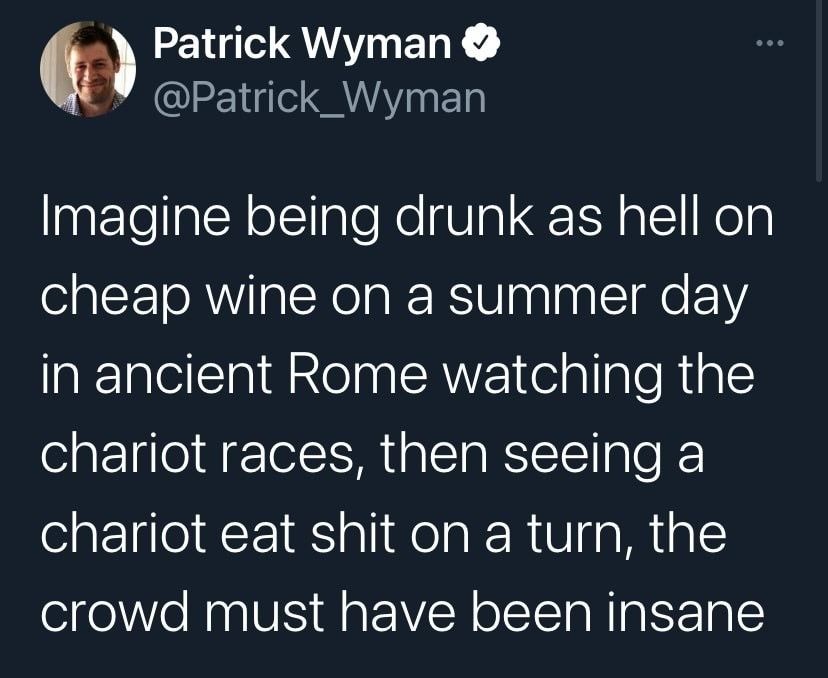 Patrick Wyman
@Patrick_Wyman
Imagine being drunk as hell on
cheap wine on a summer day
in ancient Rome watching the
chariot races, then seeing a
chariot eat shit on a turn, the
crowd must have been insane